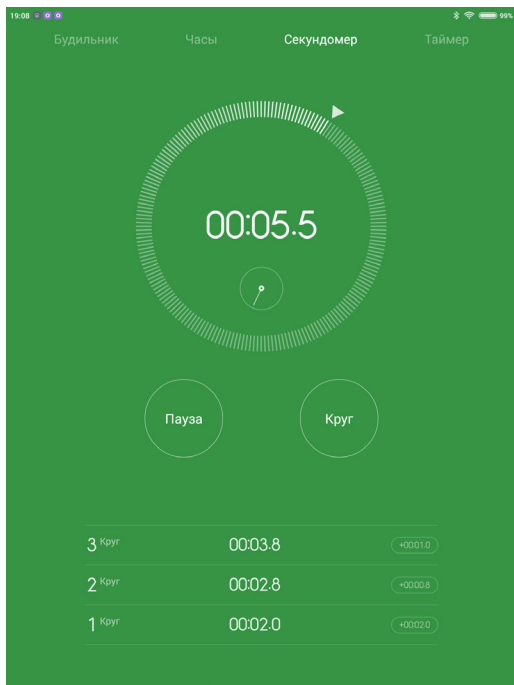 19:08 99%
Будильник Часы Секундомер Таймер
00:05.5
Пауза Круг
3 Круг 00:03.8 +00:01.0
2 Круг 00:02.8 +00:00.8
1 Круг 00:02.0 +00:02.0